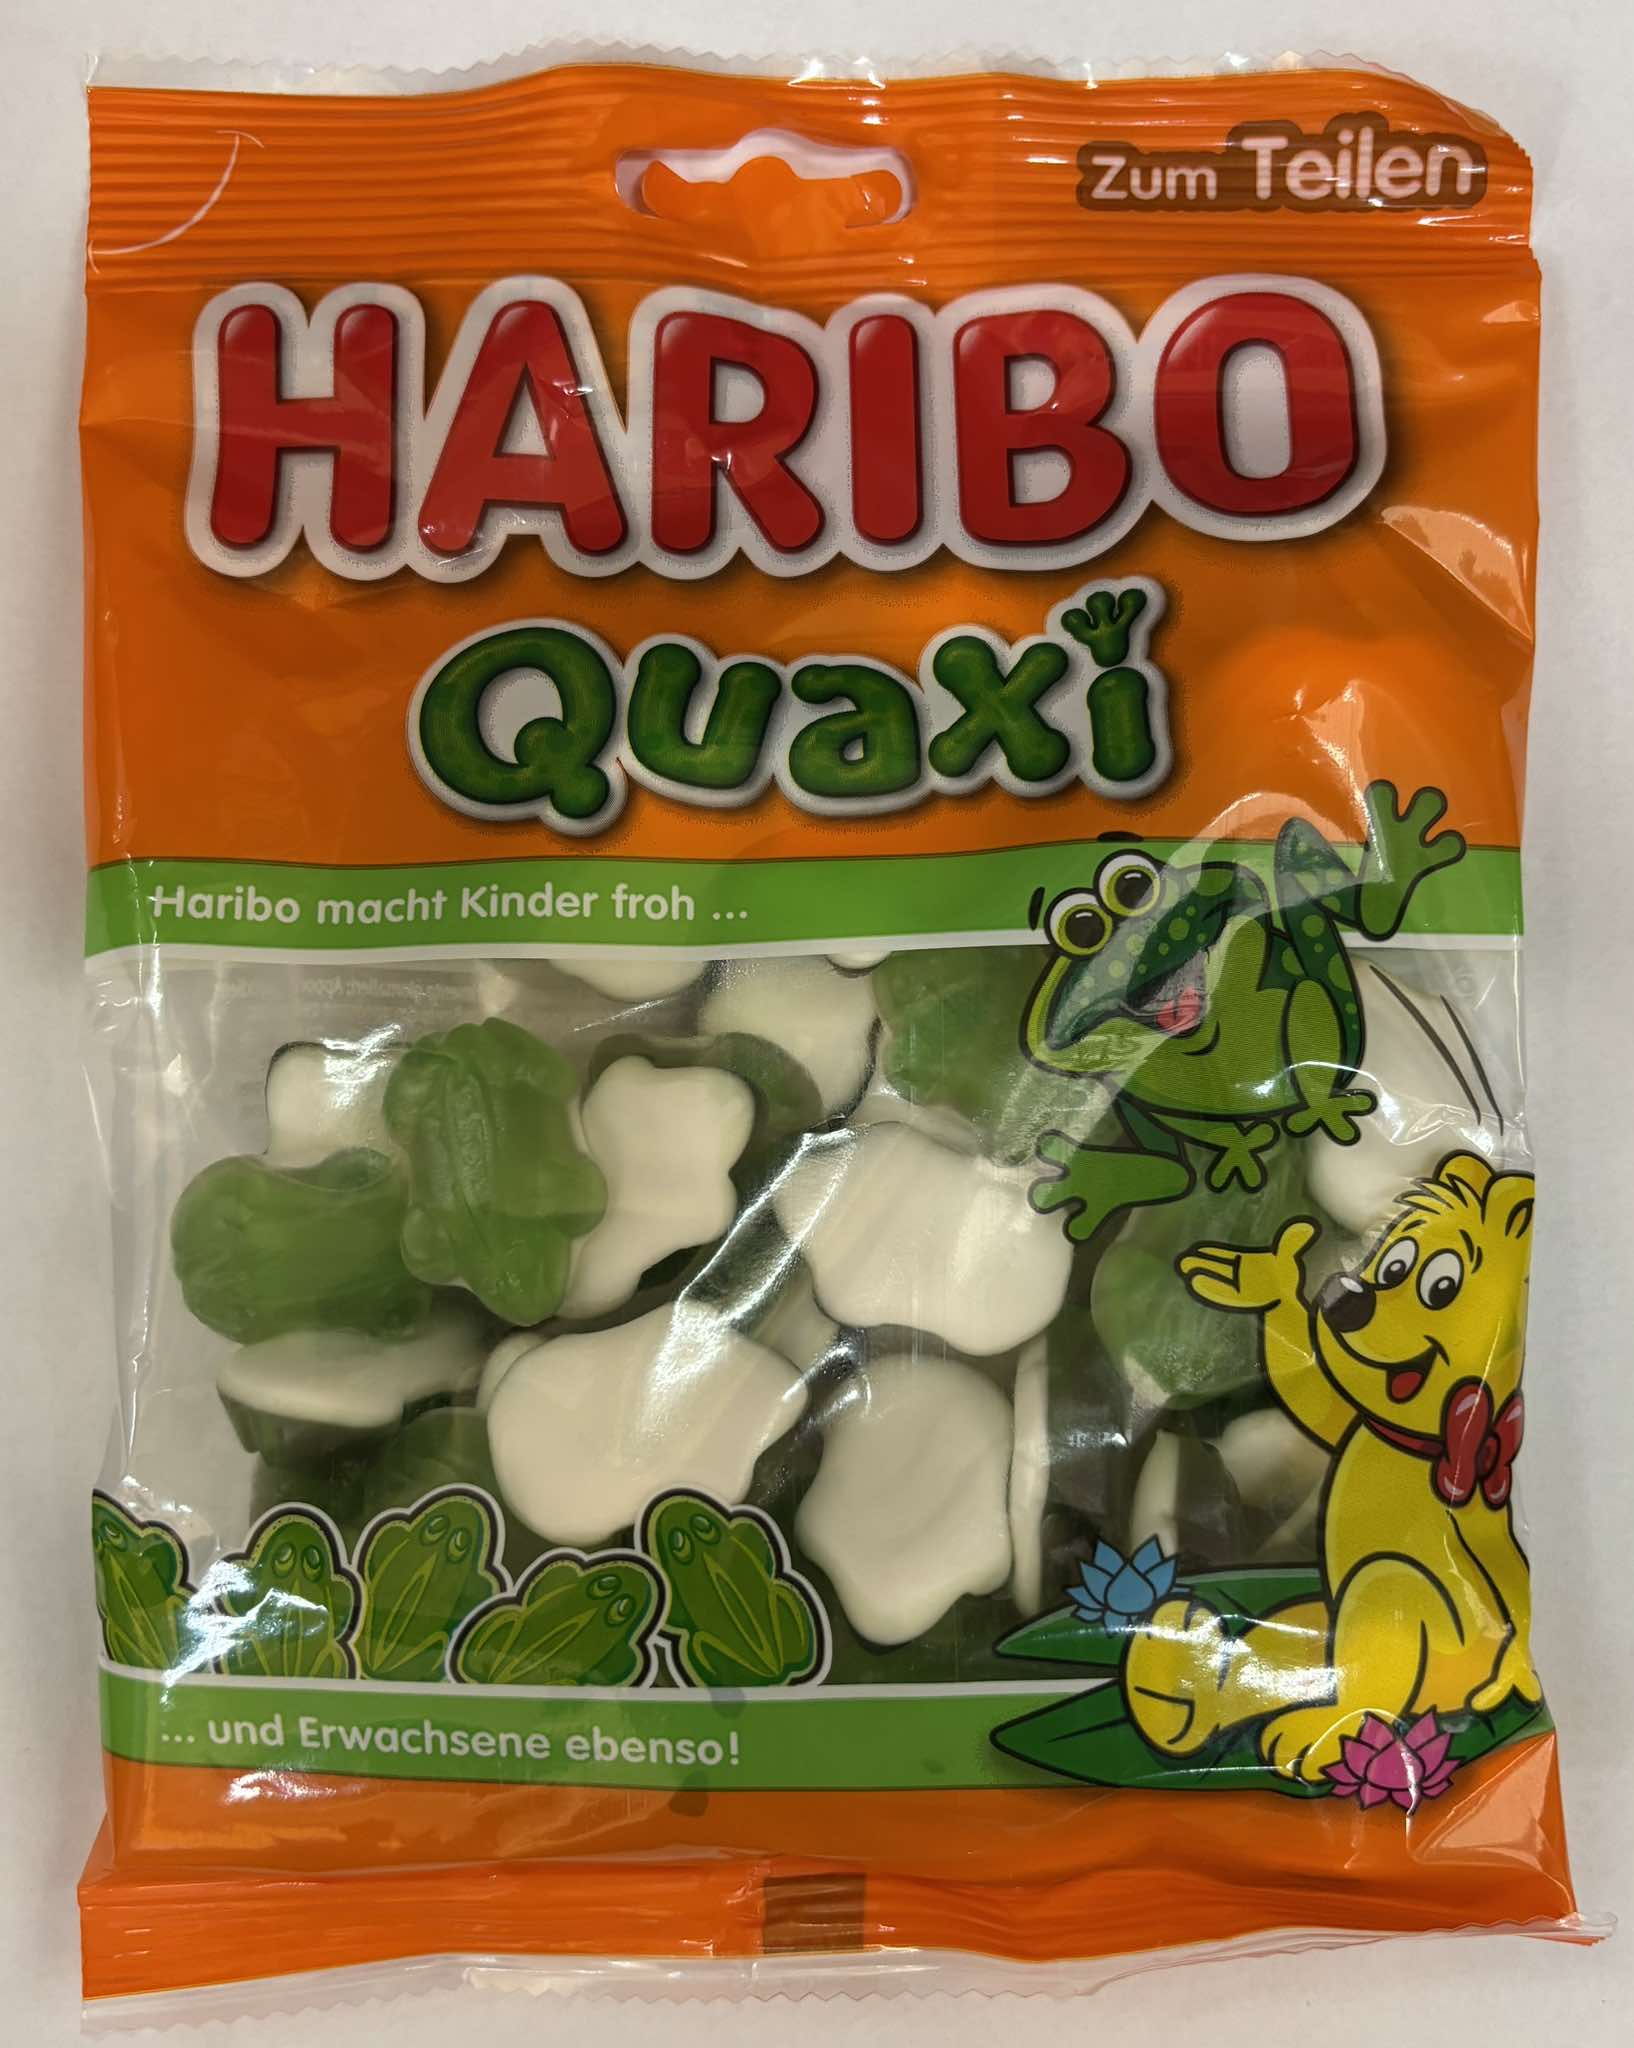 Zum Teilen
HARIBO
Quaxi
Haribo macht Kinder froh ...
... und Erwachsene ebenso!